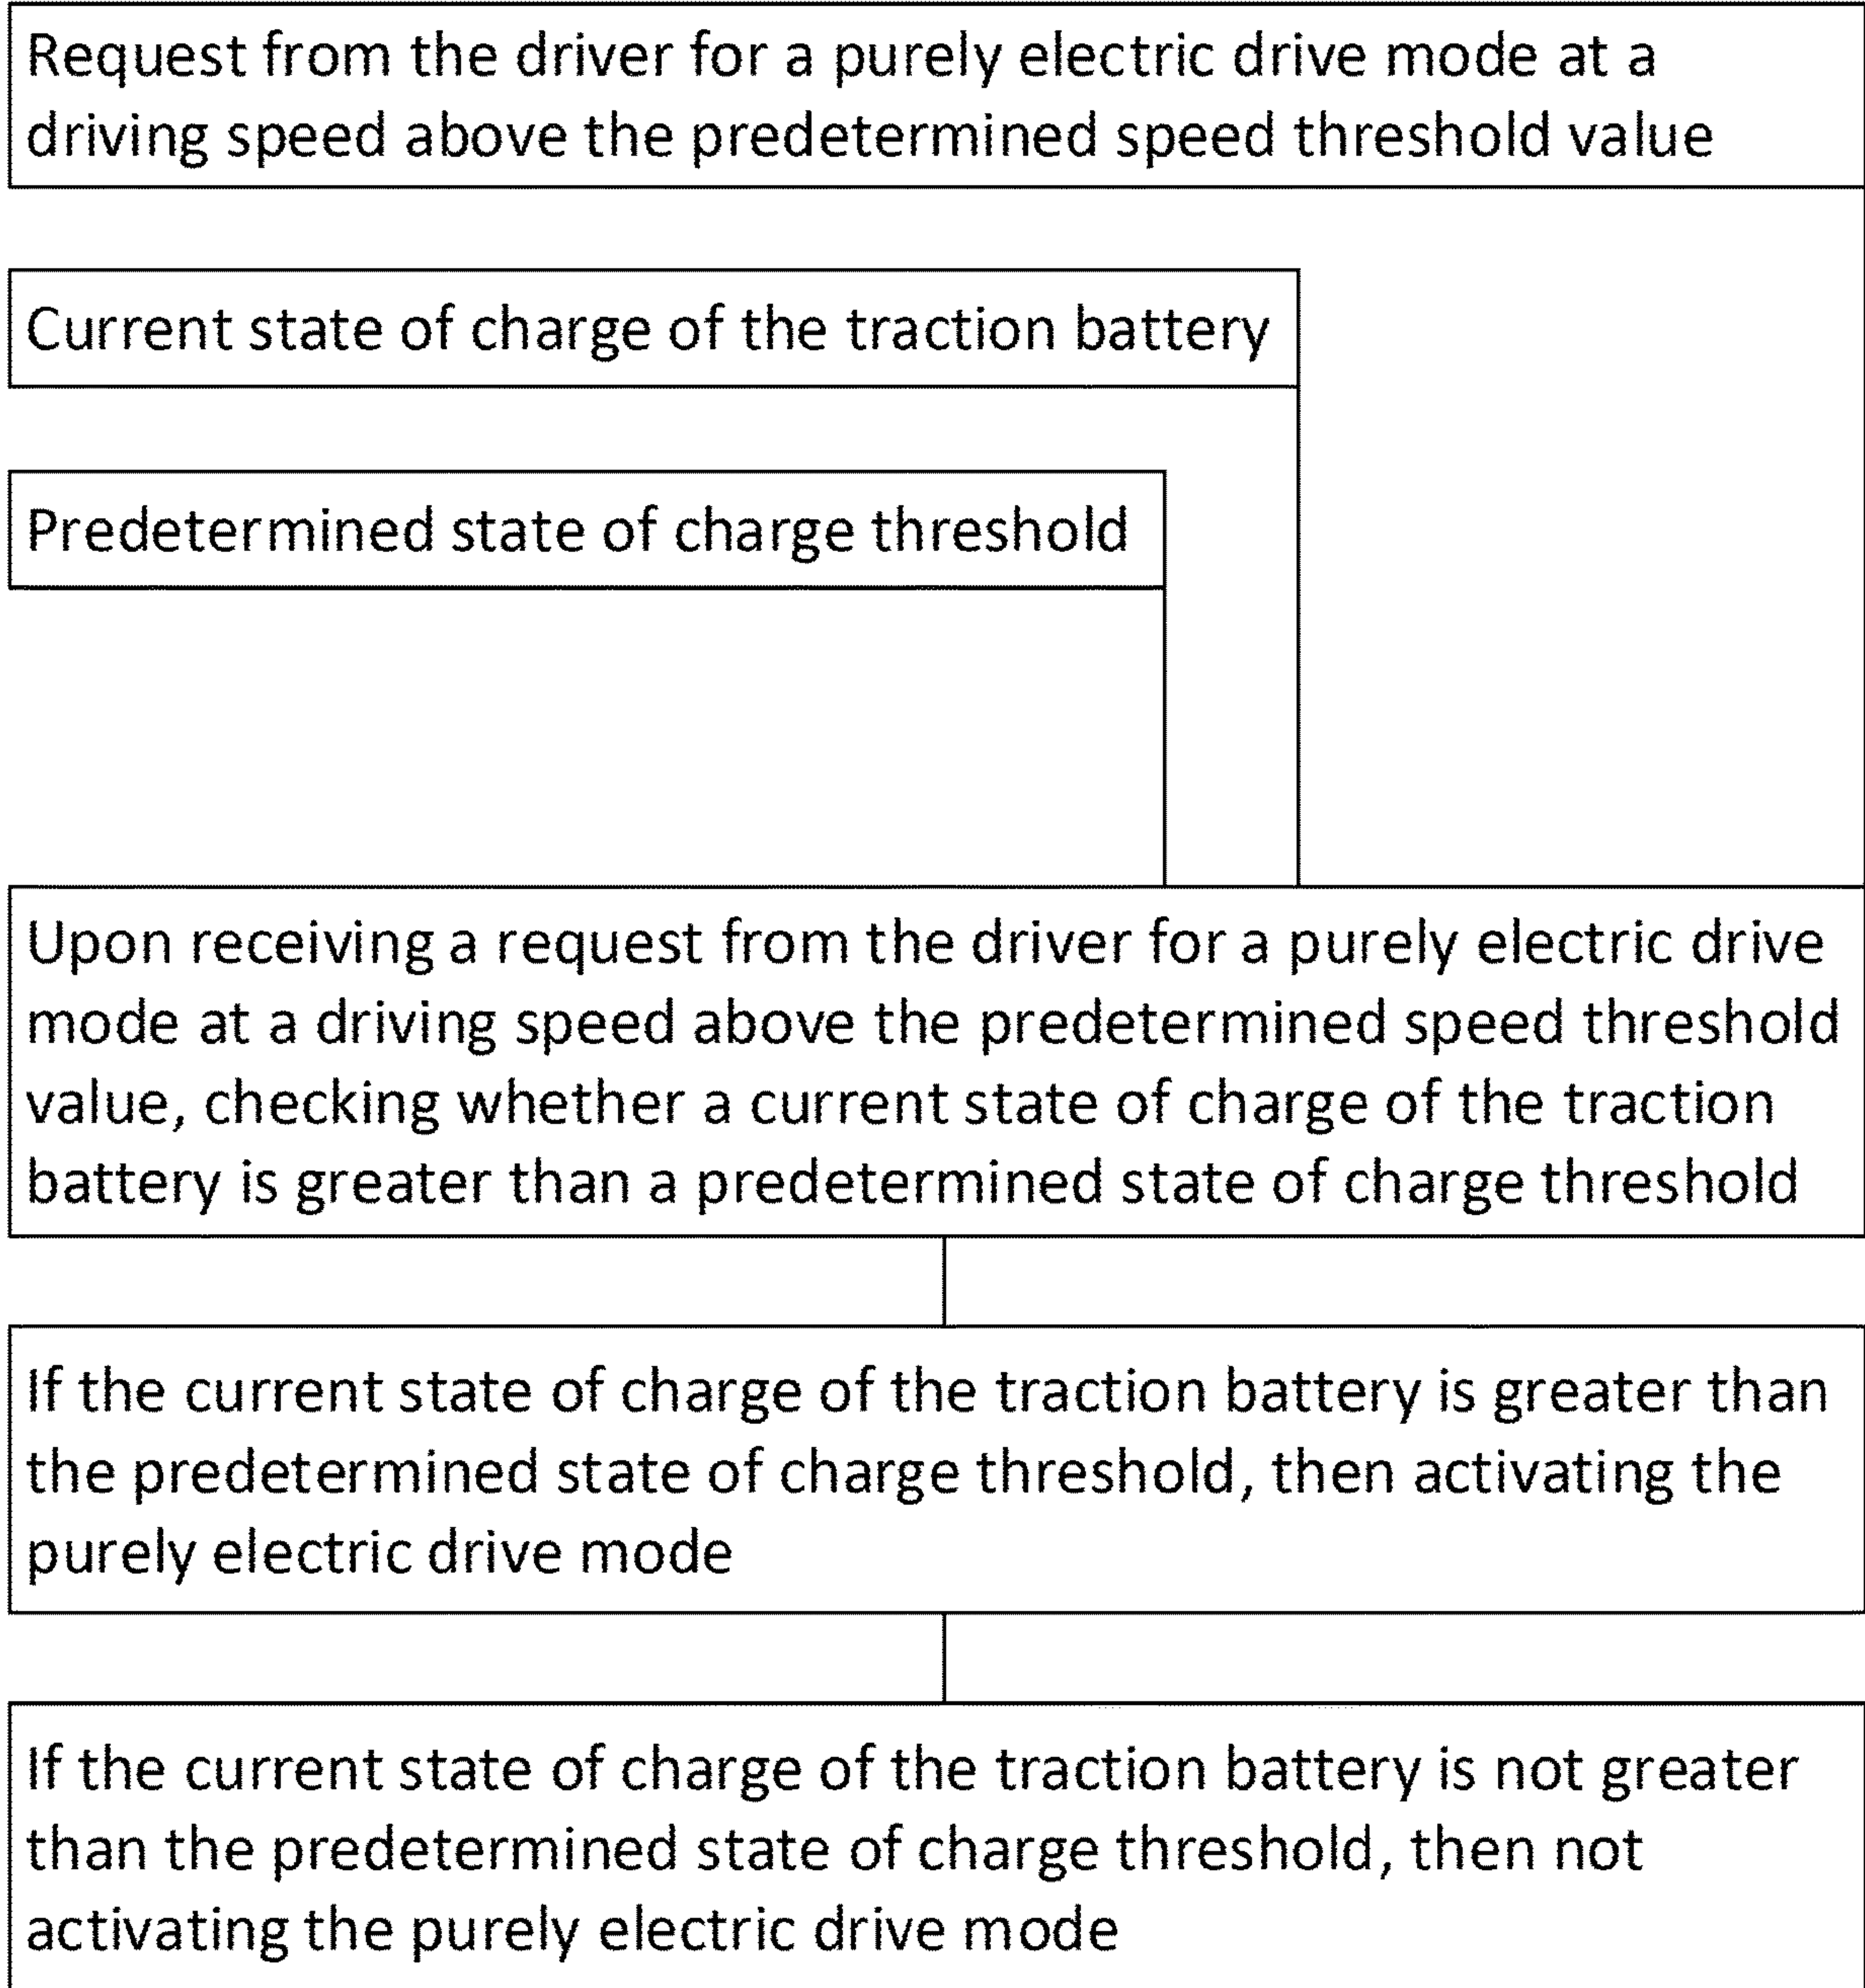 Request from the driver for a purely electric drive mode at a
driving speed above the predetermined speed threshold value
Current state of charge of the traction battery
Predetermined state of charge threshold
Upon receiving a request from the driver for a purely electric drive
mode at a driving speed above the predetermined speed threshold
value, checking whether a current state of charge of the traction
battery is greater than a predetermined state of charge threshold
If the current state of charge of the traction battery is greater than
the predetermined state of charge threshold, then activating the
purely electric drive mode
If the current state of charge of the traction battery is not greater
than the predetermined state of charge threshold, then not
activating the purely electric drive mode